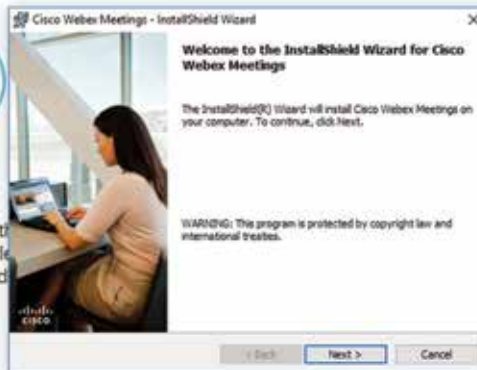 Cisco Webex Meetings - InstallShield Wizard
Welcome to the InstallShield Wizard for Cisco
Webex Meetings
The InstallShield(R) Wizard will install Cisco Webex Meetings on
your computer. To continue, click Next.
WARNING: This program is protected by copyright law and
international treaties.
CISCO
< Back
Next >
Cancel